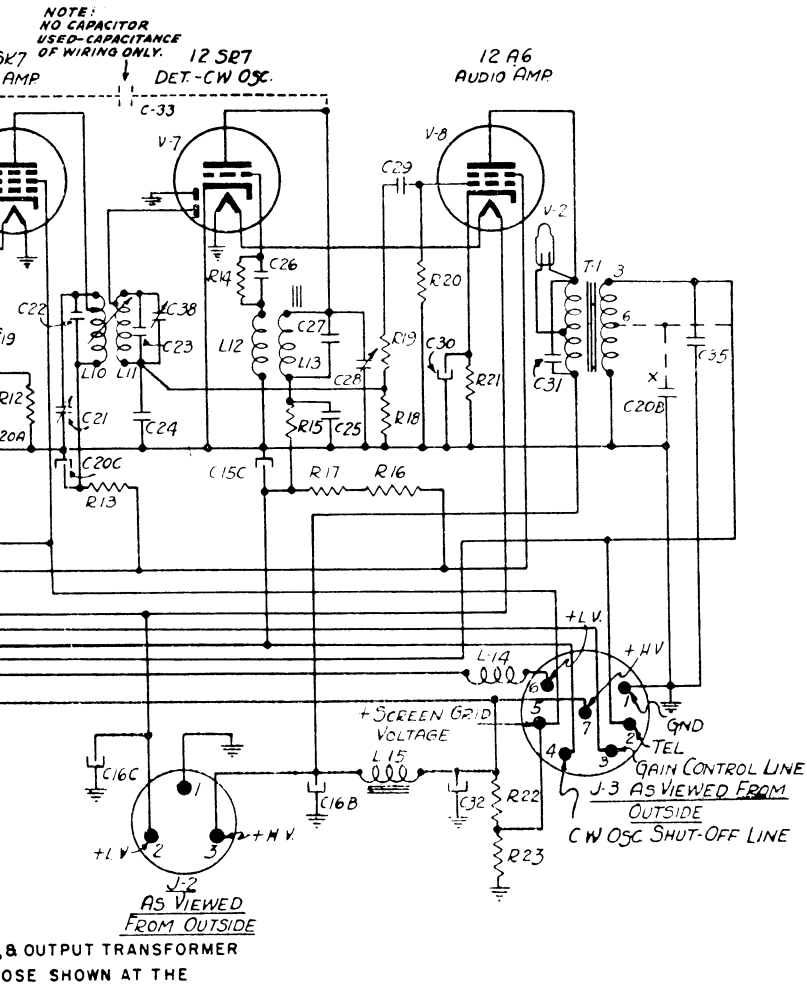 NOTE:
NO CAPACITOR
USED-CAPACITANCE
OF WIRING ONLY.
SK7
AMP.
12 SR7
DET.-CW OSC.
12 A6
AUDIO AMP.
C-33
V-7
V-8
C29
V-2
R14
C26
R20
T-1
3
6
C22
C38
C23
L10
L11
L12
L13
C27
C28
R19
C30
R21
C31
C35
X
C20B
R12
20A
C21
C24
R15
C25
R18
C20C
R13
C15C
R17
R16
+L.V.
+HV
L-14
6
1
5
7
+SCREEN GRID
VOLTAGE
GND
2
TEL
4
3
GAIN CONTROL LINE
L 15
C16C
1
C16B
C32
R22
J-3 AS VIEWED FROM
OUTSIDE
CW OSC SHUT-OFF LINE
+L.V
2
3
+H V.
R23
J-2
AS VIEWED
FROM OUTSIDE
& OUTPUT TRANSFORMER
OSE SHOWN AT THE